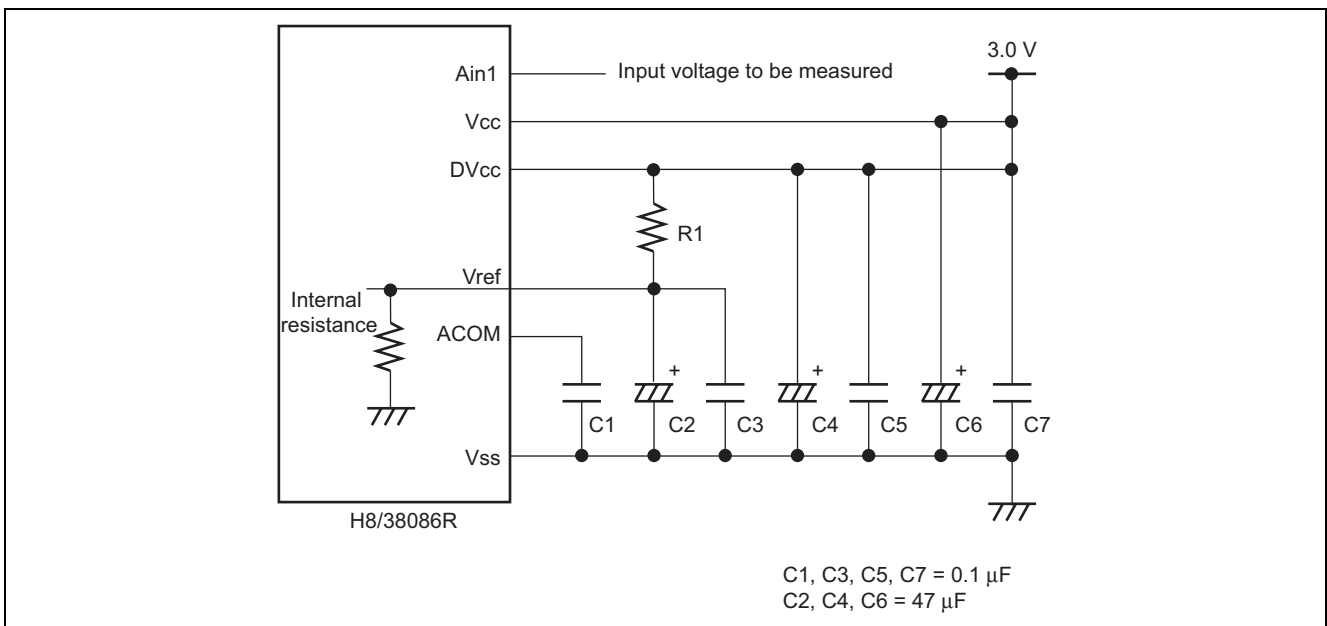 3.0 V
Ain1
Input voltage to be measured
Vcc
DVcc
R1
Vref
Internal
resistance
ACOM
+
+
+
C1
C2
C3
C4
C5
C6
C7
Vss
H8/38086R
C1, C3, C5, C7 = 0.1 μF
C2, C4, C6 = 47 μF